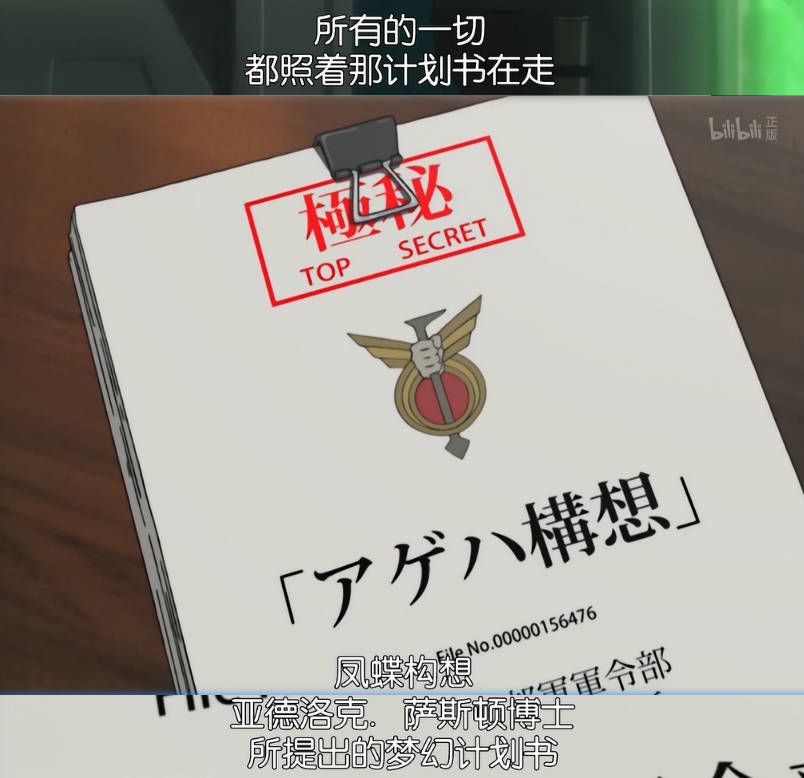 所有的一切
都照着那计划书在走
bilibili 正版
極秘
TOP SECRET
「アゲハ構想」
File No.00000156476
軍軍令部
凤蝶构想
亚德洛克. 萨斯顿博士
所提出的梦幻计划书